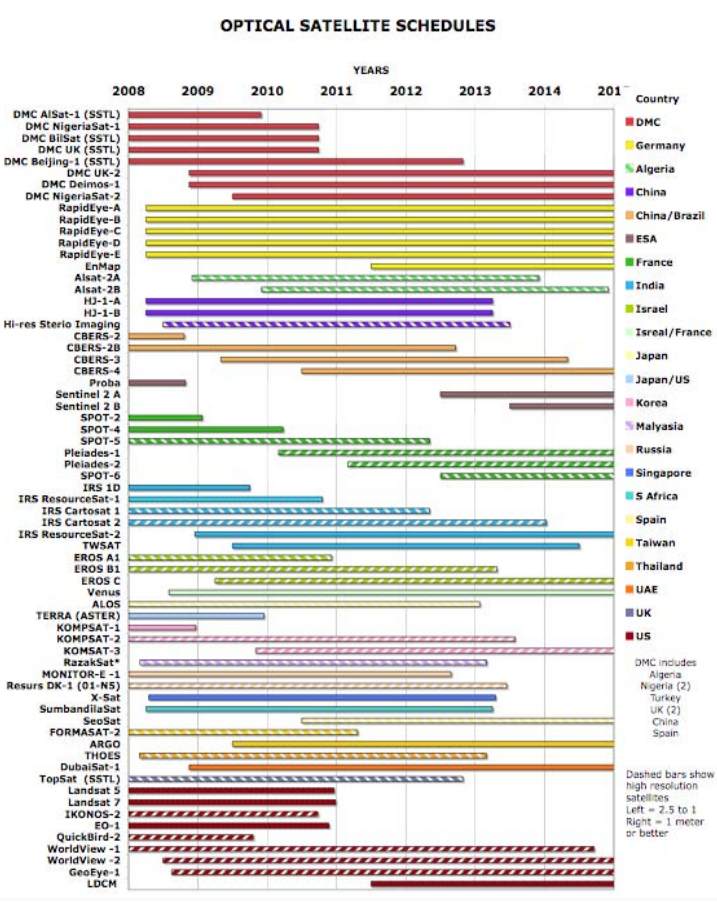 OPTICAL SATELLITE SCHEDULES
YEARS
2008 2009 2010 2011 2012 2013 2014 201
DMC AlSat-1 (SSTL)
DMC NigeriaSat-1
DMC BilSat (SSTL)
DMC UK (SSTL)
DMC Beijing-1 (SSTL)
DMC UK-2
DMC Deimos-1
DMC NigeriaSat-2
RapidEye-A
RapidEye-B
RapidEye-C
RapidEye-D
RapidEye-E
EnMap
Alsat-2A
Alsat-2B
HJ-1-A
HJ-1-B
Hi-res Sterio Imaging
CBERS-2
CBERS-2B
CBERS-3
CBERS-4
Proba
Sentinel 2 A
Sentinel 2 B
SPOT-2
SPOT-4
SPOT-5
Pleiades-1
Pleiades-2
SPOT-6
IRS 1D
IRS ResourceSat-1
IRS Cartosat 1
IRS Cartosat 2
IRS ResourceSat-2
TWSAT
EROS A1
EROS B1
EROS C
Venus
ALOS
TERRA (ASTER)
KOMPSAT-1
KOMPSAT-2
KOMSAT-3
RazakSat*
MONITOR-E -1
Resurs DK-1 (01-N5)
X-Sat
SumbandilaSat
SeoSat
FORMASAT-2
ARGO
THOES
DubaiSat-1
TopSat (SSTL)
Landsat 5
Landsat 7
IKONOS-2
EO-1
QuickBird-2
WorldView -1
WorldView -2
GeoEye-1
LDCM
Country
DMC
Germany
Algeria
China
China/Brazil
ESA
France
India
Israel
Isreal/France
Japan
Japan/US
Korea
Malyasia
Russia
Singapore
S Africa
Spain
Taiwan
Thailand
UAE
UK
US
DMC includes
Algeria
Nigeria (2)
Turkey
UK (2)
China
Spain
Dashed bars show
high resolution
satellites
Left = 2.5 to 1
Right = 1 meter
or better